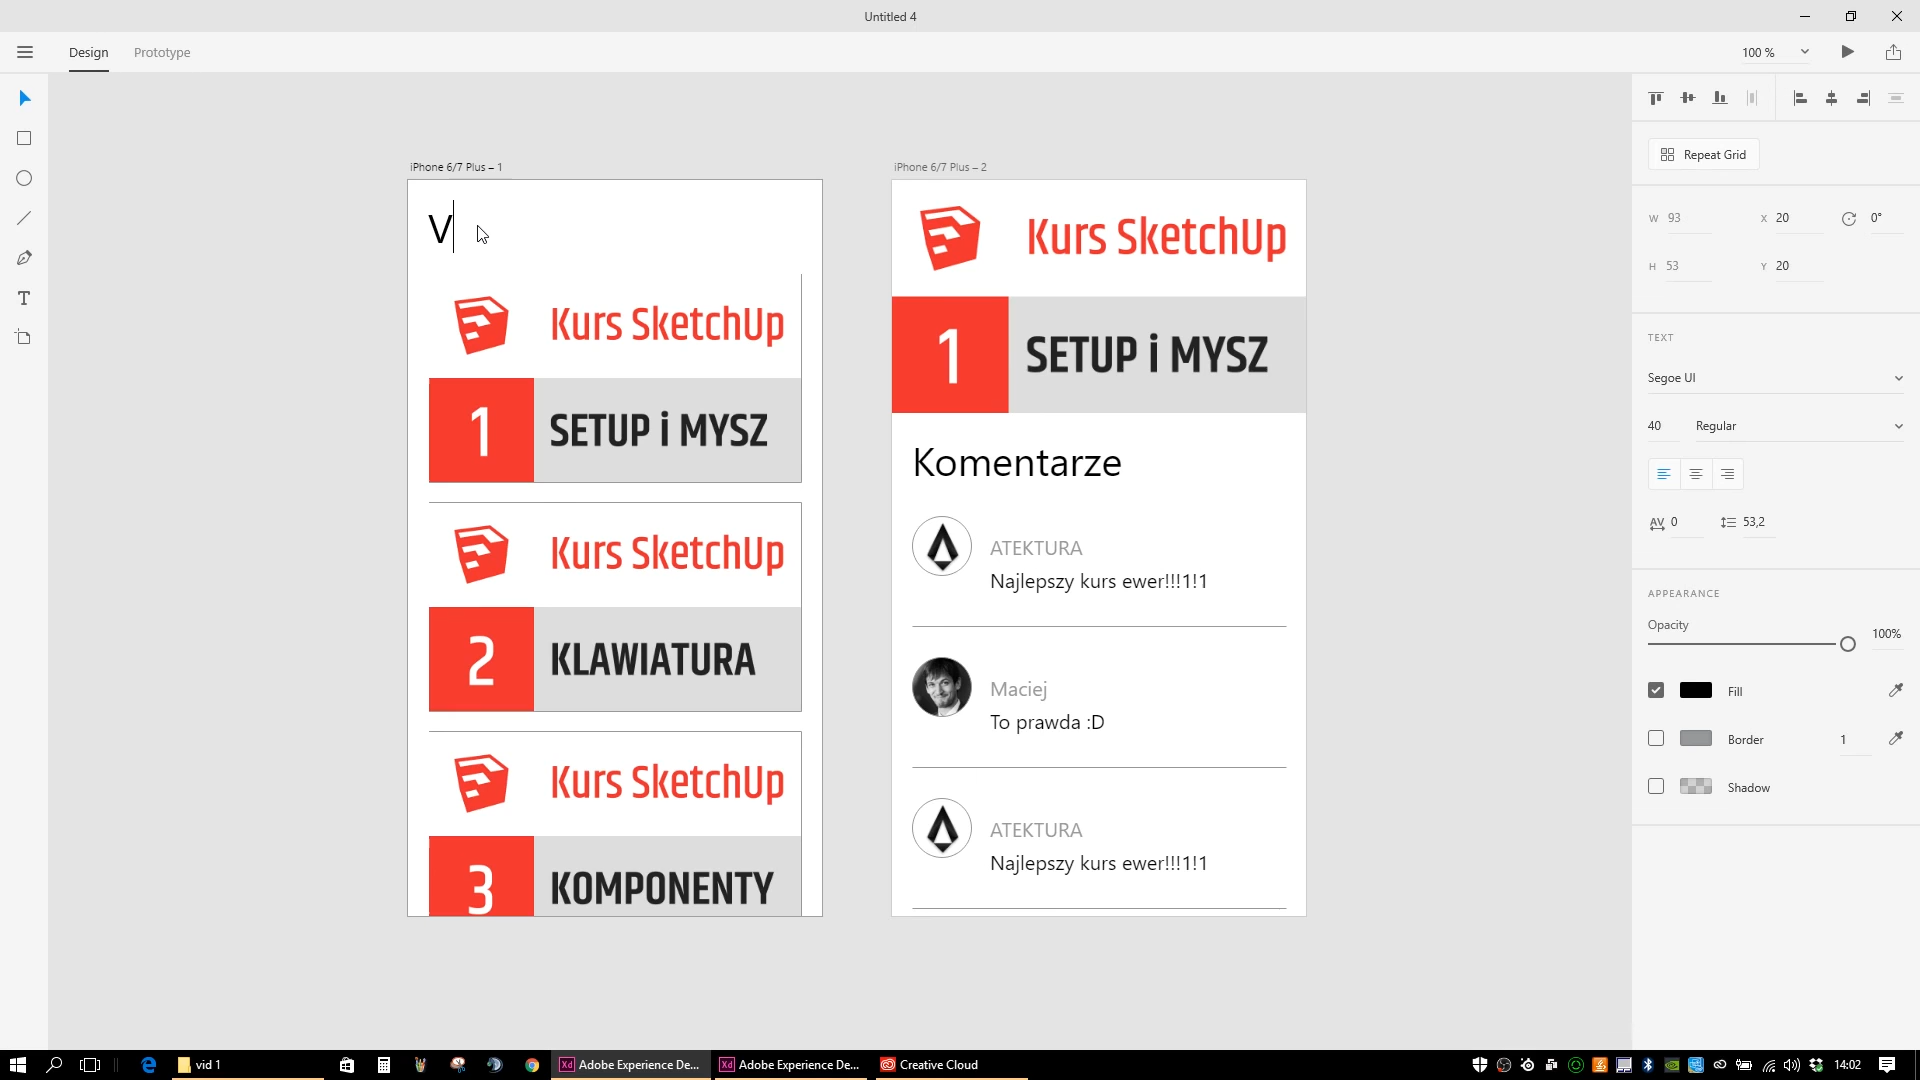 Untitled 4
Design
Prototype
100 %
iPhone 6/7 Plus – 1
V
Kurs SketchUp
1
SETUP i MYSZ
Kurs SketchUp
2
KLAWIATURA
Kurs SketchUp
3
KOMPONENTY
iPhone 6/7 Plus – 2
Kurs SketchUp
1
SETUP i MYSZ
Komentarze
ATEKTURA
Najlepszy kurs ewer!!!1!1
Maciej
To prawda :D
ATEKTURA
Najlepszy kurs ewer!!!1!1
Repeat Grid
W 93 X 20 0°
H 53 Y 20
TEXT
Segoe UI
40 Regular
AV 0 53,2
APPEARANCE
Opacity
100%
Fill
Border 1
Shadow
vid 1
Xd Adobe Experience De...
Xd Adobe Experience De...
Creative Cloud
14:02